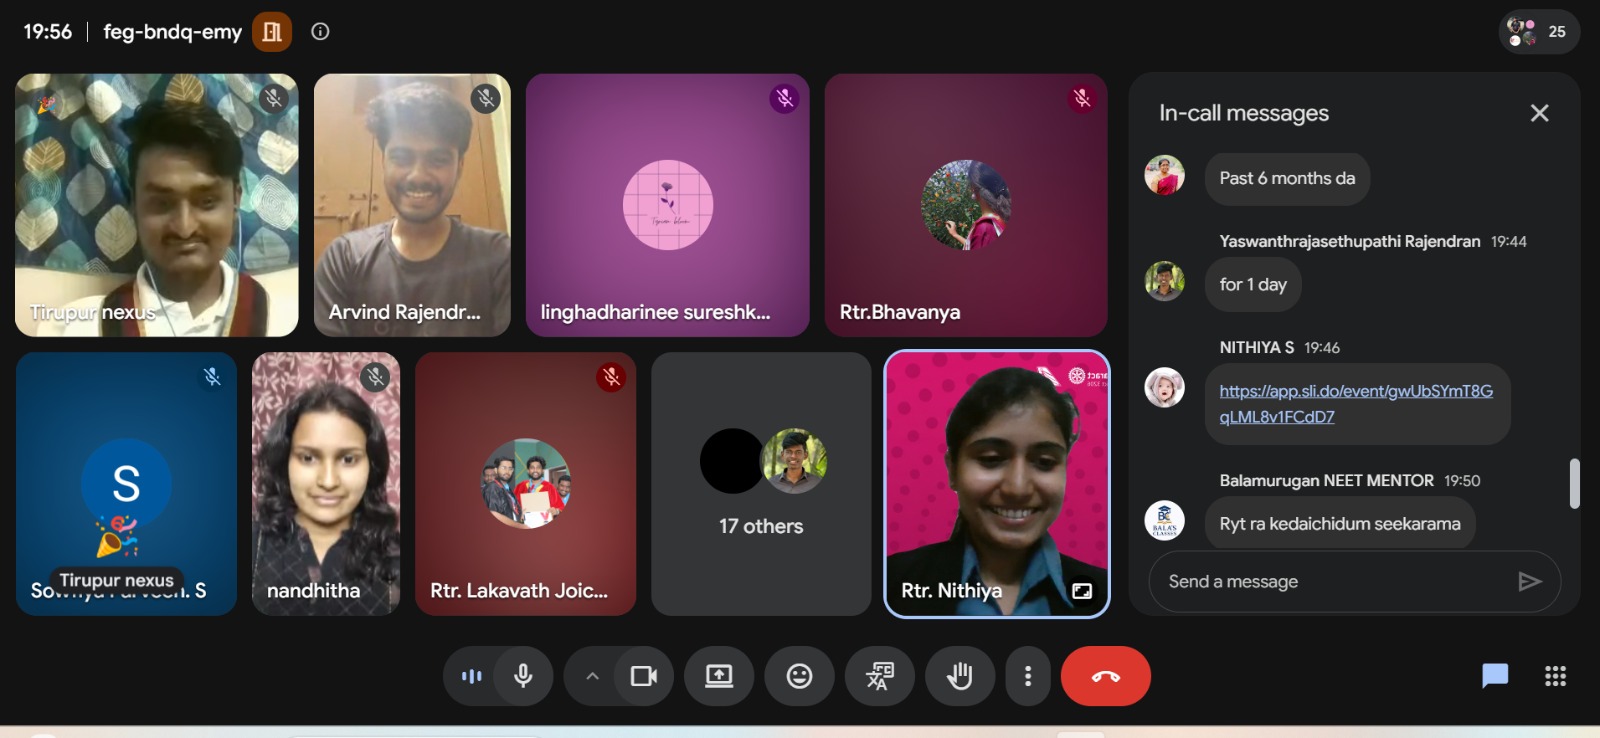 19:56 | feg-bndq-emy
25
Tirupur nexus
Arvind Rajendr...
linghadharinee sureshk...
Rtr.Bhavanya
S
Tirupur nexus
S
nandhitha
Rtr. Lakavath Joic...
17 others
Rtr. Nithiya
In-call messages
Past 6 months da
Yaswanthrajasethupathi Rajendran 19:44
for 1 day
NITHIYA S 19:46
https://app.sli.do/event/gwUbSYmT8G
qLML8v1FCdD7
Balamurugan NEET MENTOR 19:50
BALA'S
CLASSES
Ryt ra kedaichidum seekarama
Send a message